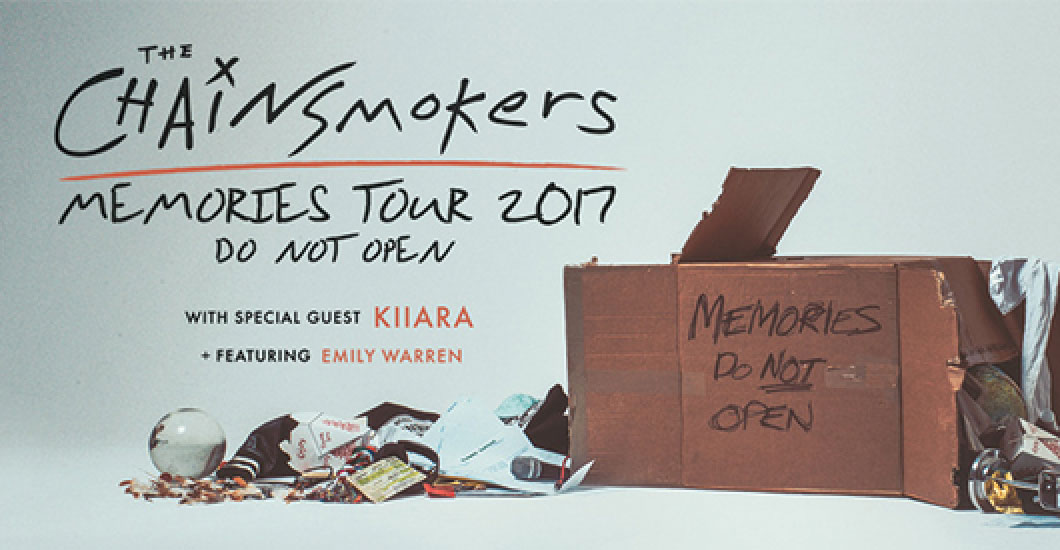 THE
CHAiNSmokers
MEMORIES TOUR 2017
DO NOT OPEN
WITH SPECIAL GUEST KIIARA
+ FEATURING EMILY WARREN
MEMORIES
DO NOT
OPEN